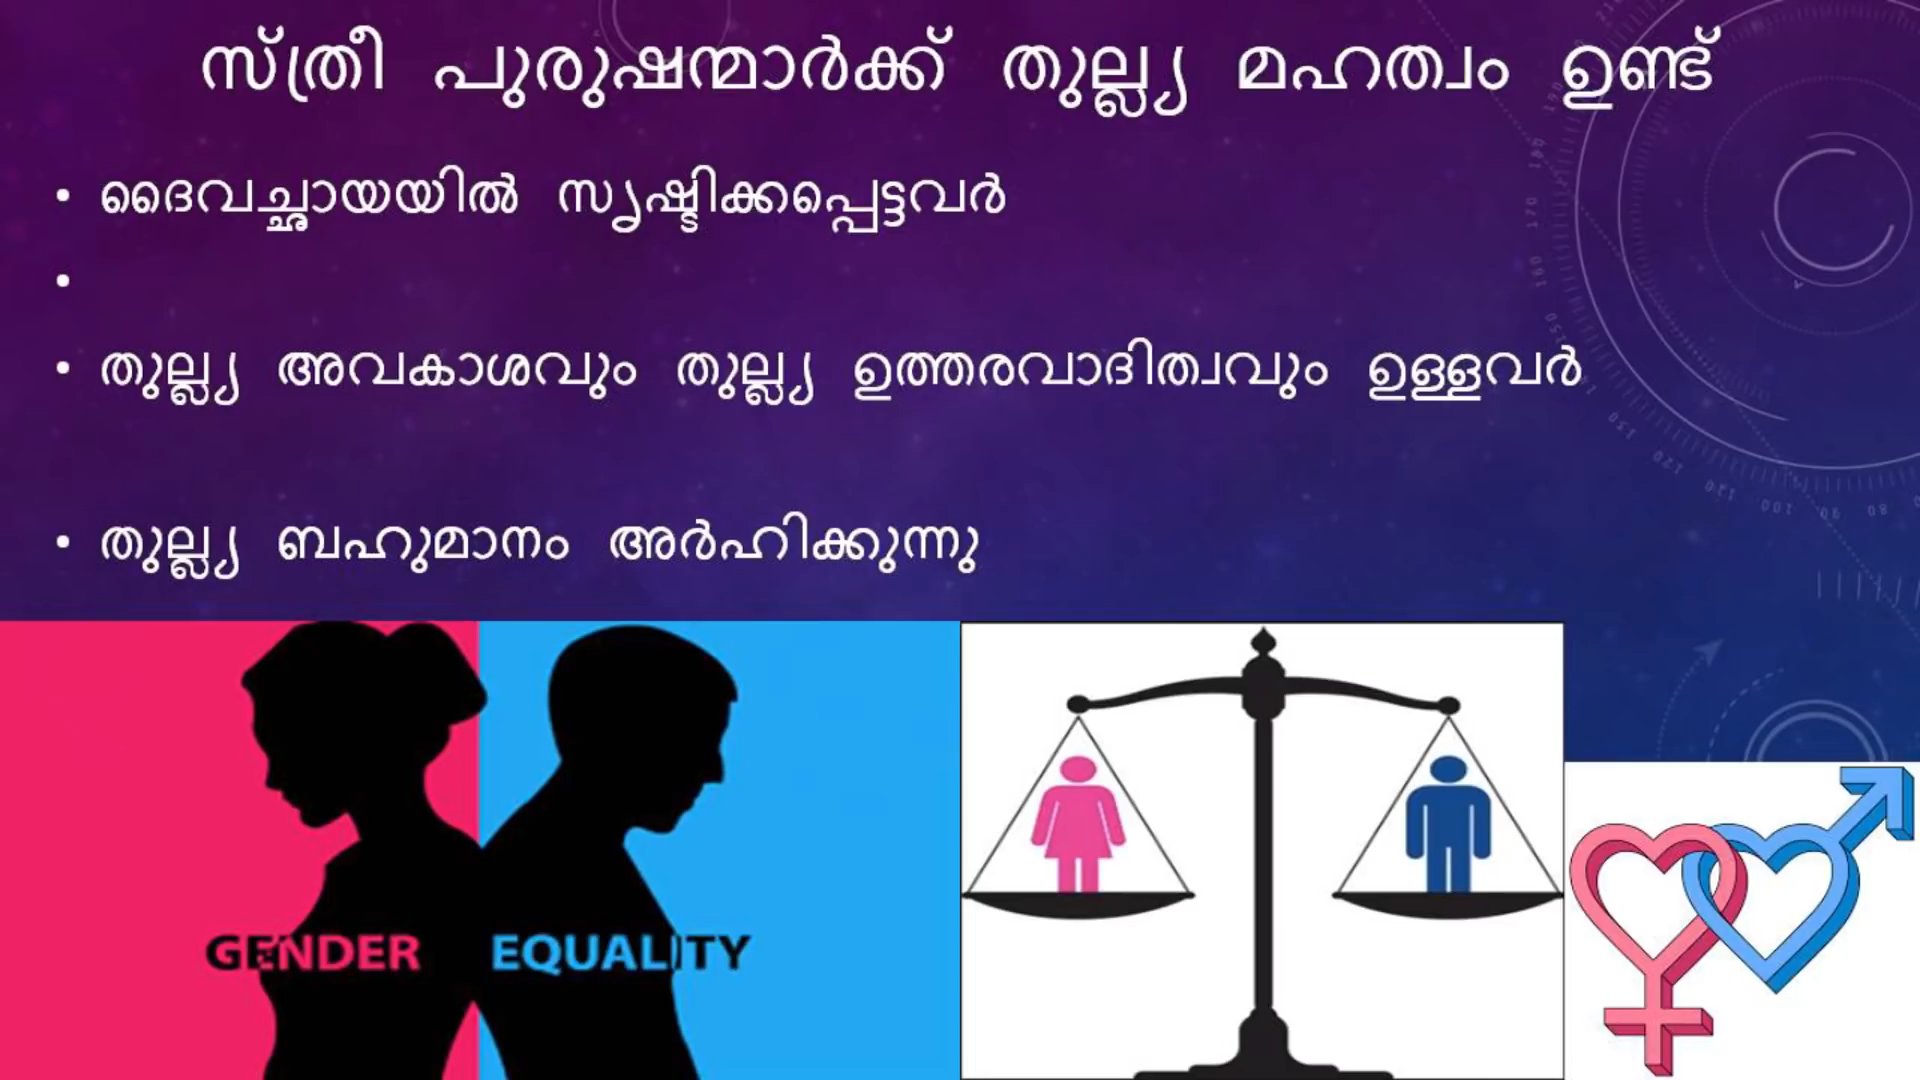 സ്ത്രീ പുരുഷന്മാർക്ക് തുല്ല്യ മഹത്വം ഉണ്ട്
• ദൈവച്ഛായയിൽ സൃഷ്ടിക്കപ്പെട്ടവർ
•
• തുല്ല്യ അവകാശവും തുല്ല്യ ഉത്തരവാദിത്വവും ഉള്ളവർ
• തുല്ല്യ ബഹുമാനം അർഹിക്കുന്നു
GENDER EQUALITY